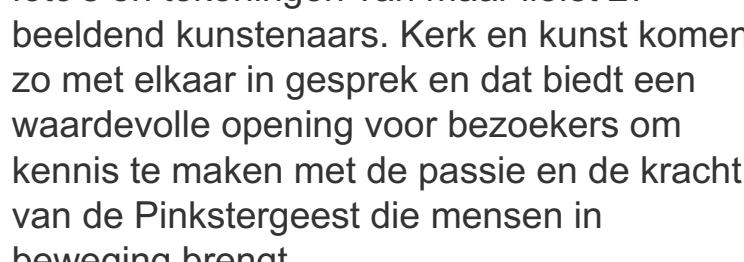 beeldend kunstenaars. Kerk en kunst komen
zo met elkaar in gesprek en dat biedt een
waardevolle opening voor bezoekers om
kennis te maken met de passie en de kracht
van de Pinkstergeest die mensen in
beweging brengt